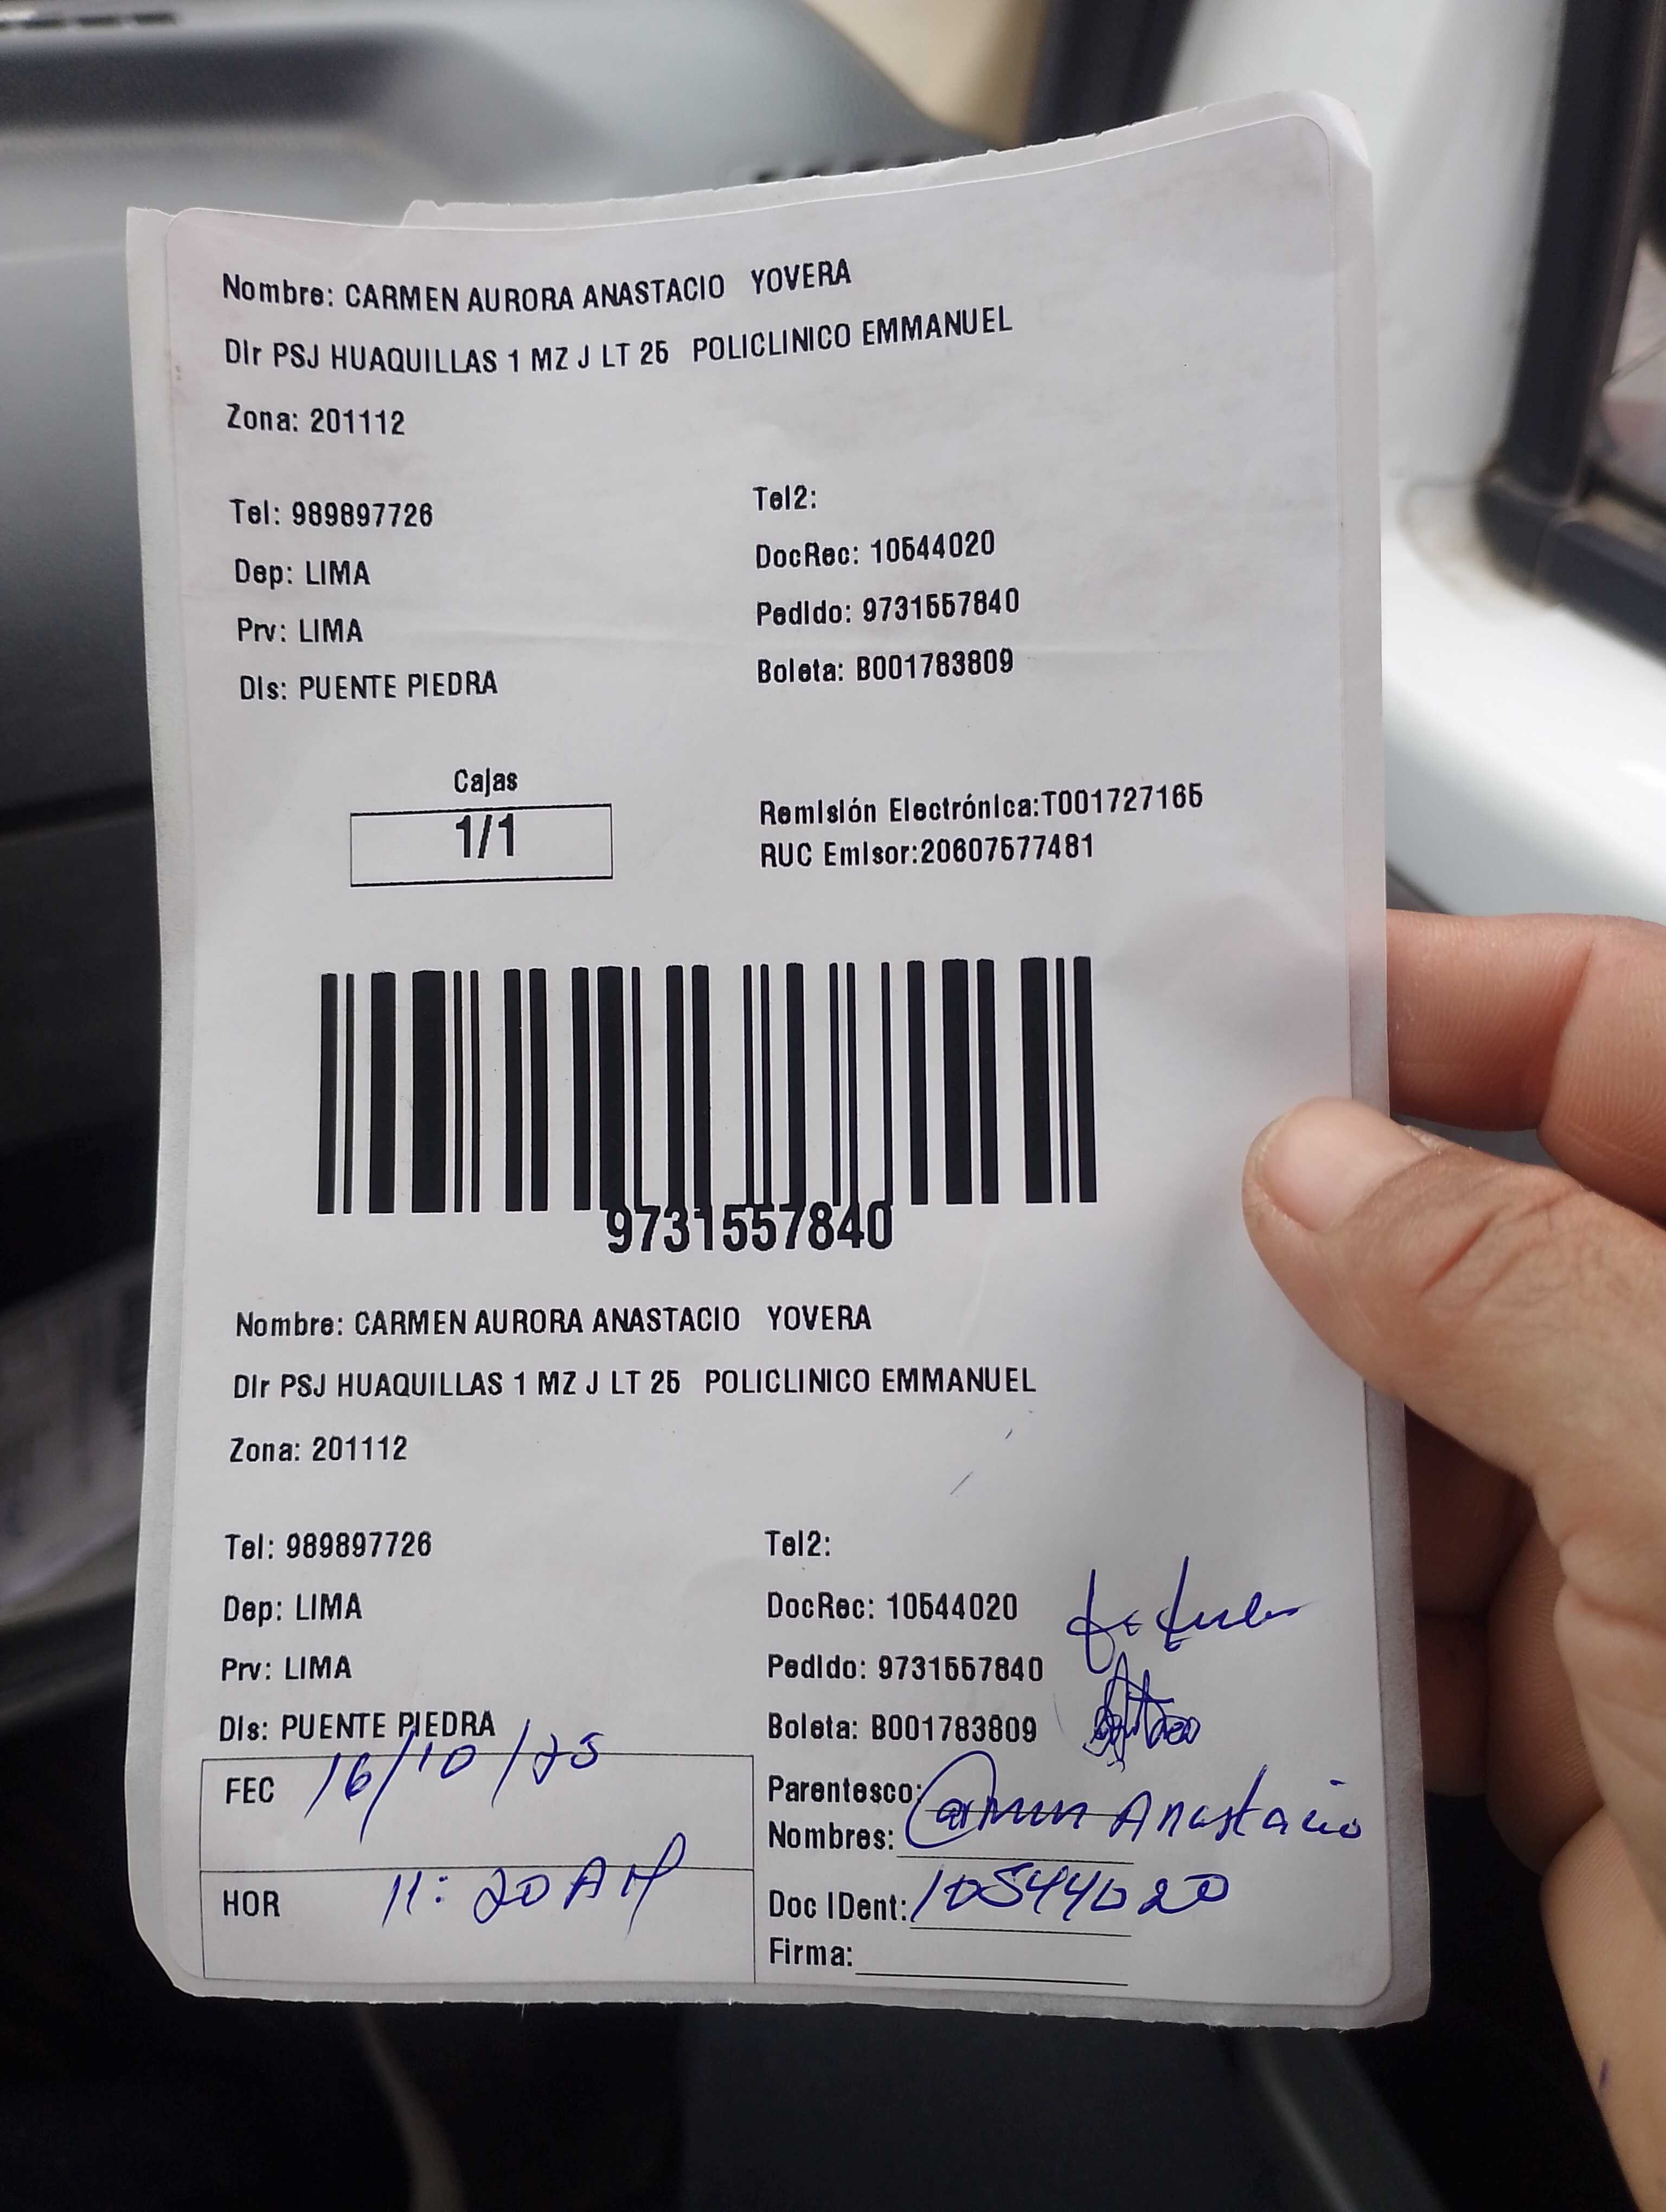 Nombre: CARMEN AURORA ANASTACIO YOVERA
Dir PSJ HUAQUILLAS 1 MZ J LT 25 POLICLINICO EMMANUEL
Zona: 201112
Tel: 989897726
Tel2:
Dep: LIMA
DocRec: 10544020
Prv: LIMA
Pedido: 9731557840
Dis: PUENTE PIEDRA
Boleta: B001783809
Cajas
1/1
Remisión Electrónica:T001727165
RUC Emisor:20607577481
9731557840
Nombre: CARMEN AURORA ANASTACIO YOVERA
Dir PSJ HUAQUILLAS 1 MZ J LT 25 POLICLINICO EMMANUEL
Zona: 201112
Tel: 989897726
Tel2:
Dep: LIMA
DocRec: 10544020
Prv: LIMA
Pedido: 9731557840
Dis: PUENTE PIEDRA
Boleta: B001783809
FEC 16/10/25
Parentesco:
Nombres: Carmen Anastacio
HOR 11:20 AM
Doc IDent: 10544020
Firma: